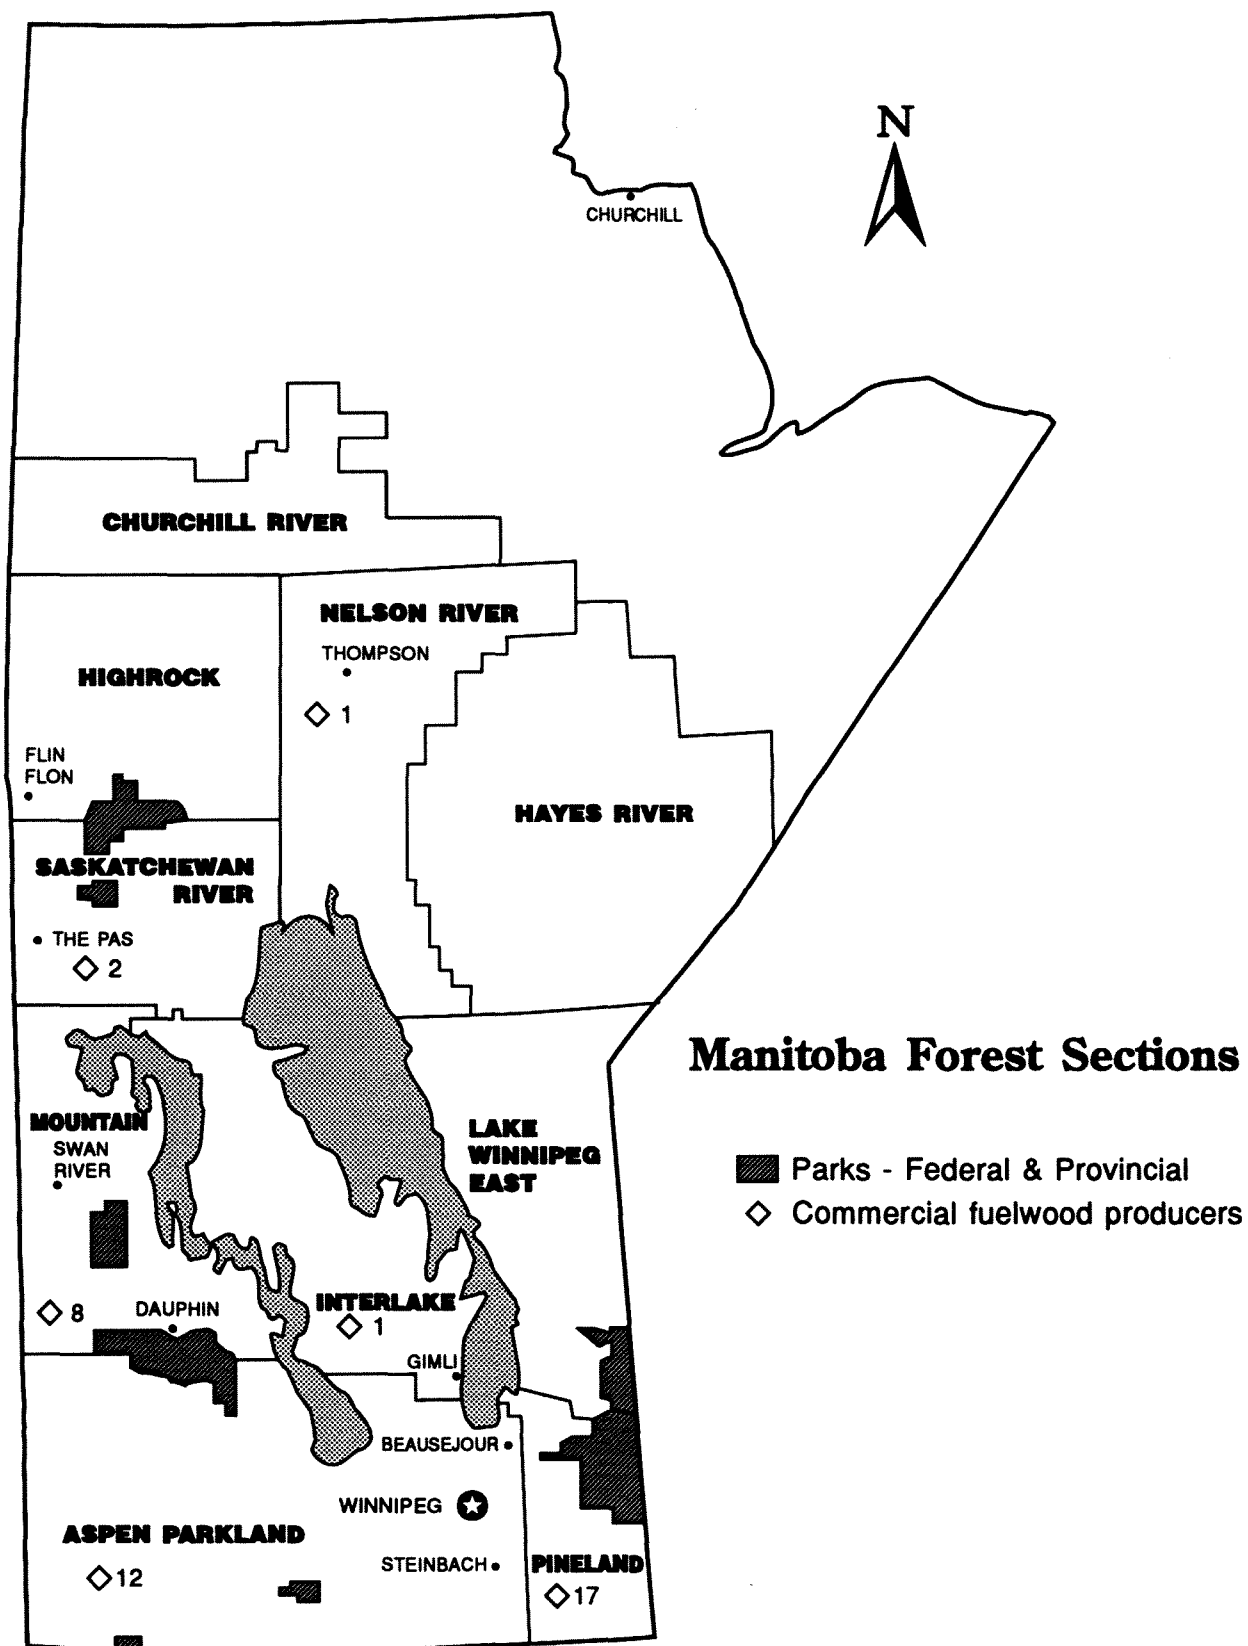 N
CHURCHILL
CHURCHILL RIVER
NELSON RIVER
THOMPSON
1
HIGHROCK
FLIN
FLON
HAYES RIVER
SASKATCHEWAN
RIVER
THE PAS
2
Manitoba Forest Sections
Parks - Federal & Provincial
Commercial fuelwood producers
MOUNTAIN
SWAN
RIVER
LAKE
WINNIPEG
EAST
8
DAUPHIN
INTERLAKE
1
GIMLI
BEAUSEJOUR
WINNIPEG
ASPEN PARKLAND
12
STEINBACH
PINELAND
17